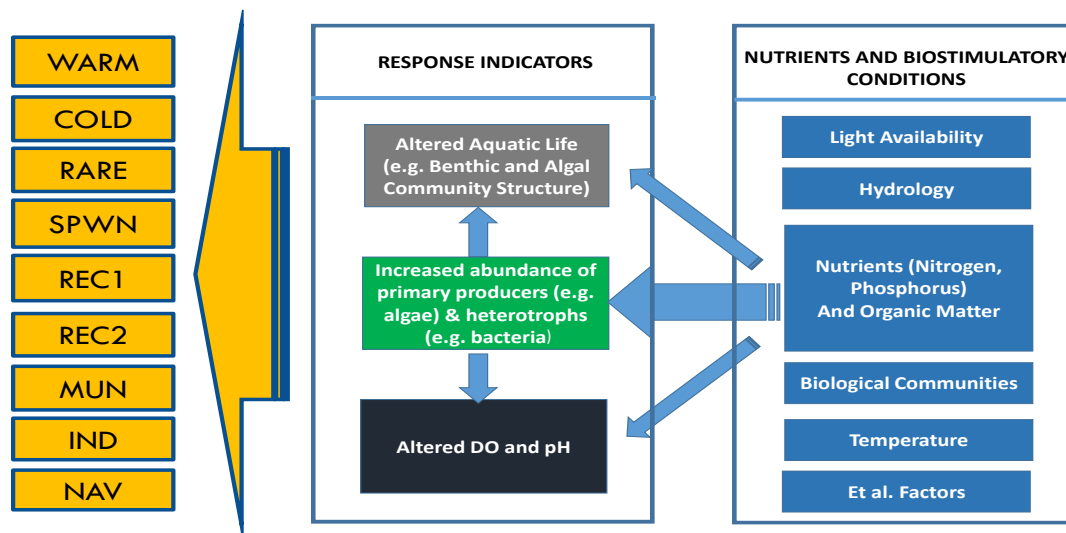 WARM
COLD
RARE
SPWN
REC1
REC2
MUN
IND
NAV
RESPONSE INDICATORS
Altered Aquatic Life
(e.g. Benthic and Algal
Community Structure)
Increased abundance of
primary producers (e.g.
algae) & heterotrophs
(e.g. bacteria)
Altered DO and pH
NUTRIENTS AND BIOSTIMULATORY
CONDITIONS
Light Availability
Hydrology
Nutrients (Nitrogen,
Phosphorus)
And Organic Matter
Biological Communities
Temperature
Et al. Factors